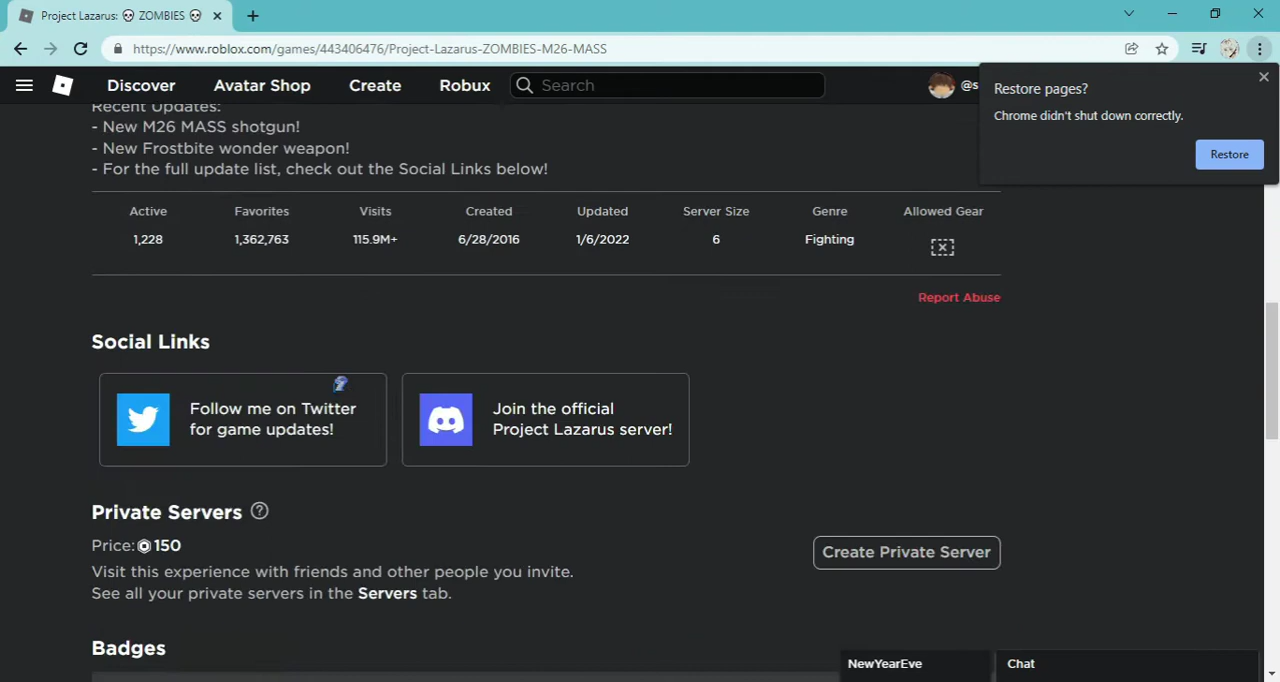 Project Lazarus: 💀 ZOMBIES 💀
https://www.roblox.com/games/443406476/Project-Lazarus-ZOMBIES-M26-MASS
Discover Avatar Shop Create Robux Search @s
Restore pages?
Chrome didn't shut down correctly.
Restore
Recent Updates:
- New M26 MASS shotgun!
- New Frostbite wonder weapon!
- For the full update list, check out the Social Links below!
Active Favorites Visits Created Updated Server Size Genre Allowed Gear
1,228 1,362,763 115.9M+ 6/28/2016 1/6/2022 6 Fighting
Report Abuse
Social Links
Follow me on Twitter
for game updates!
Join the official
Project Lazarus server!
Private Servers
Price: 150
Create Private Server
Visit this experience with friends and other people you invite.
See all your private servers in the Servers tab.
Badges
NewYearEve Chat